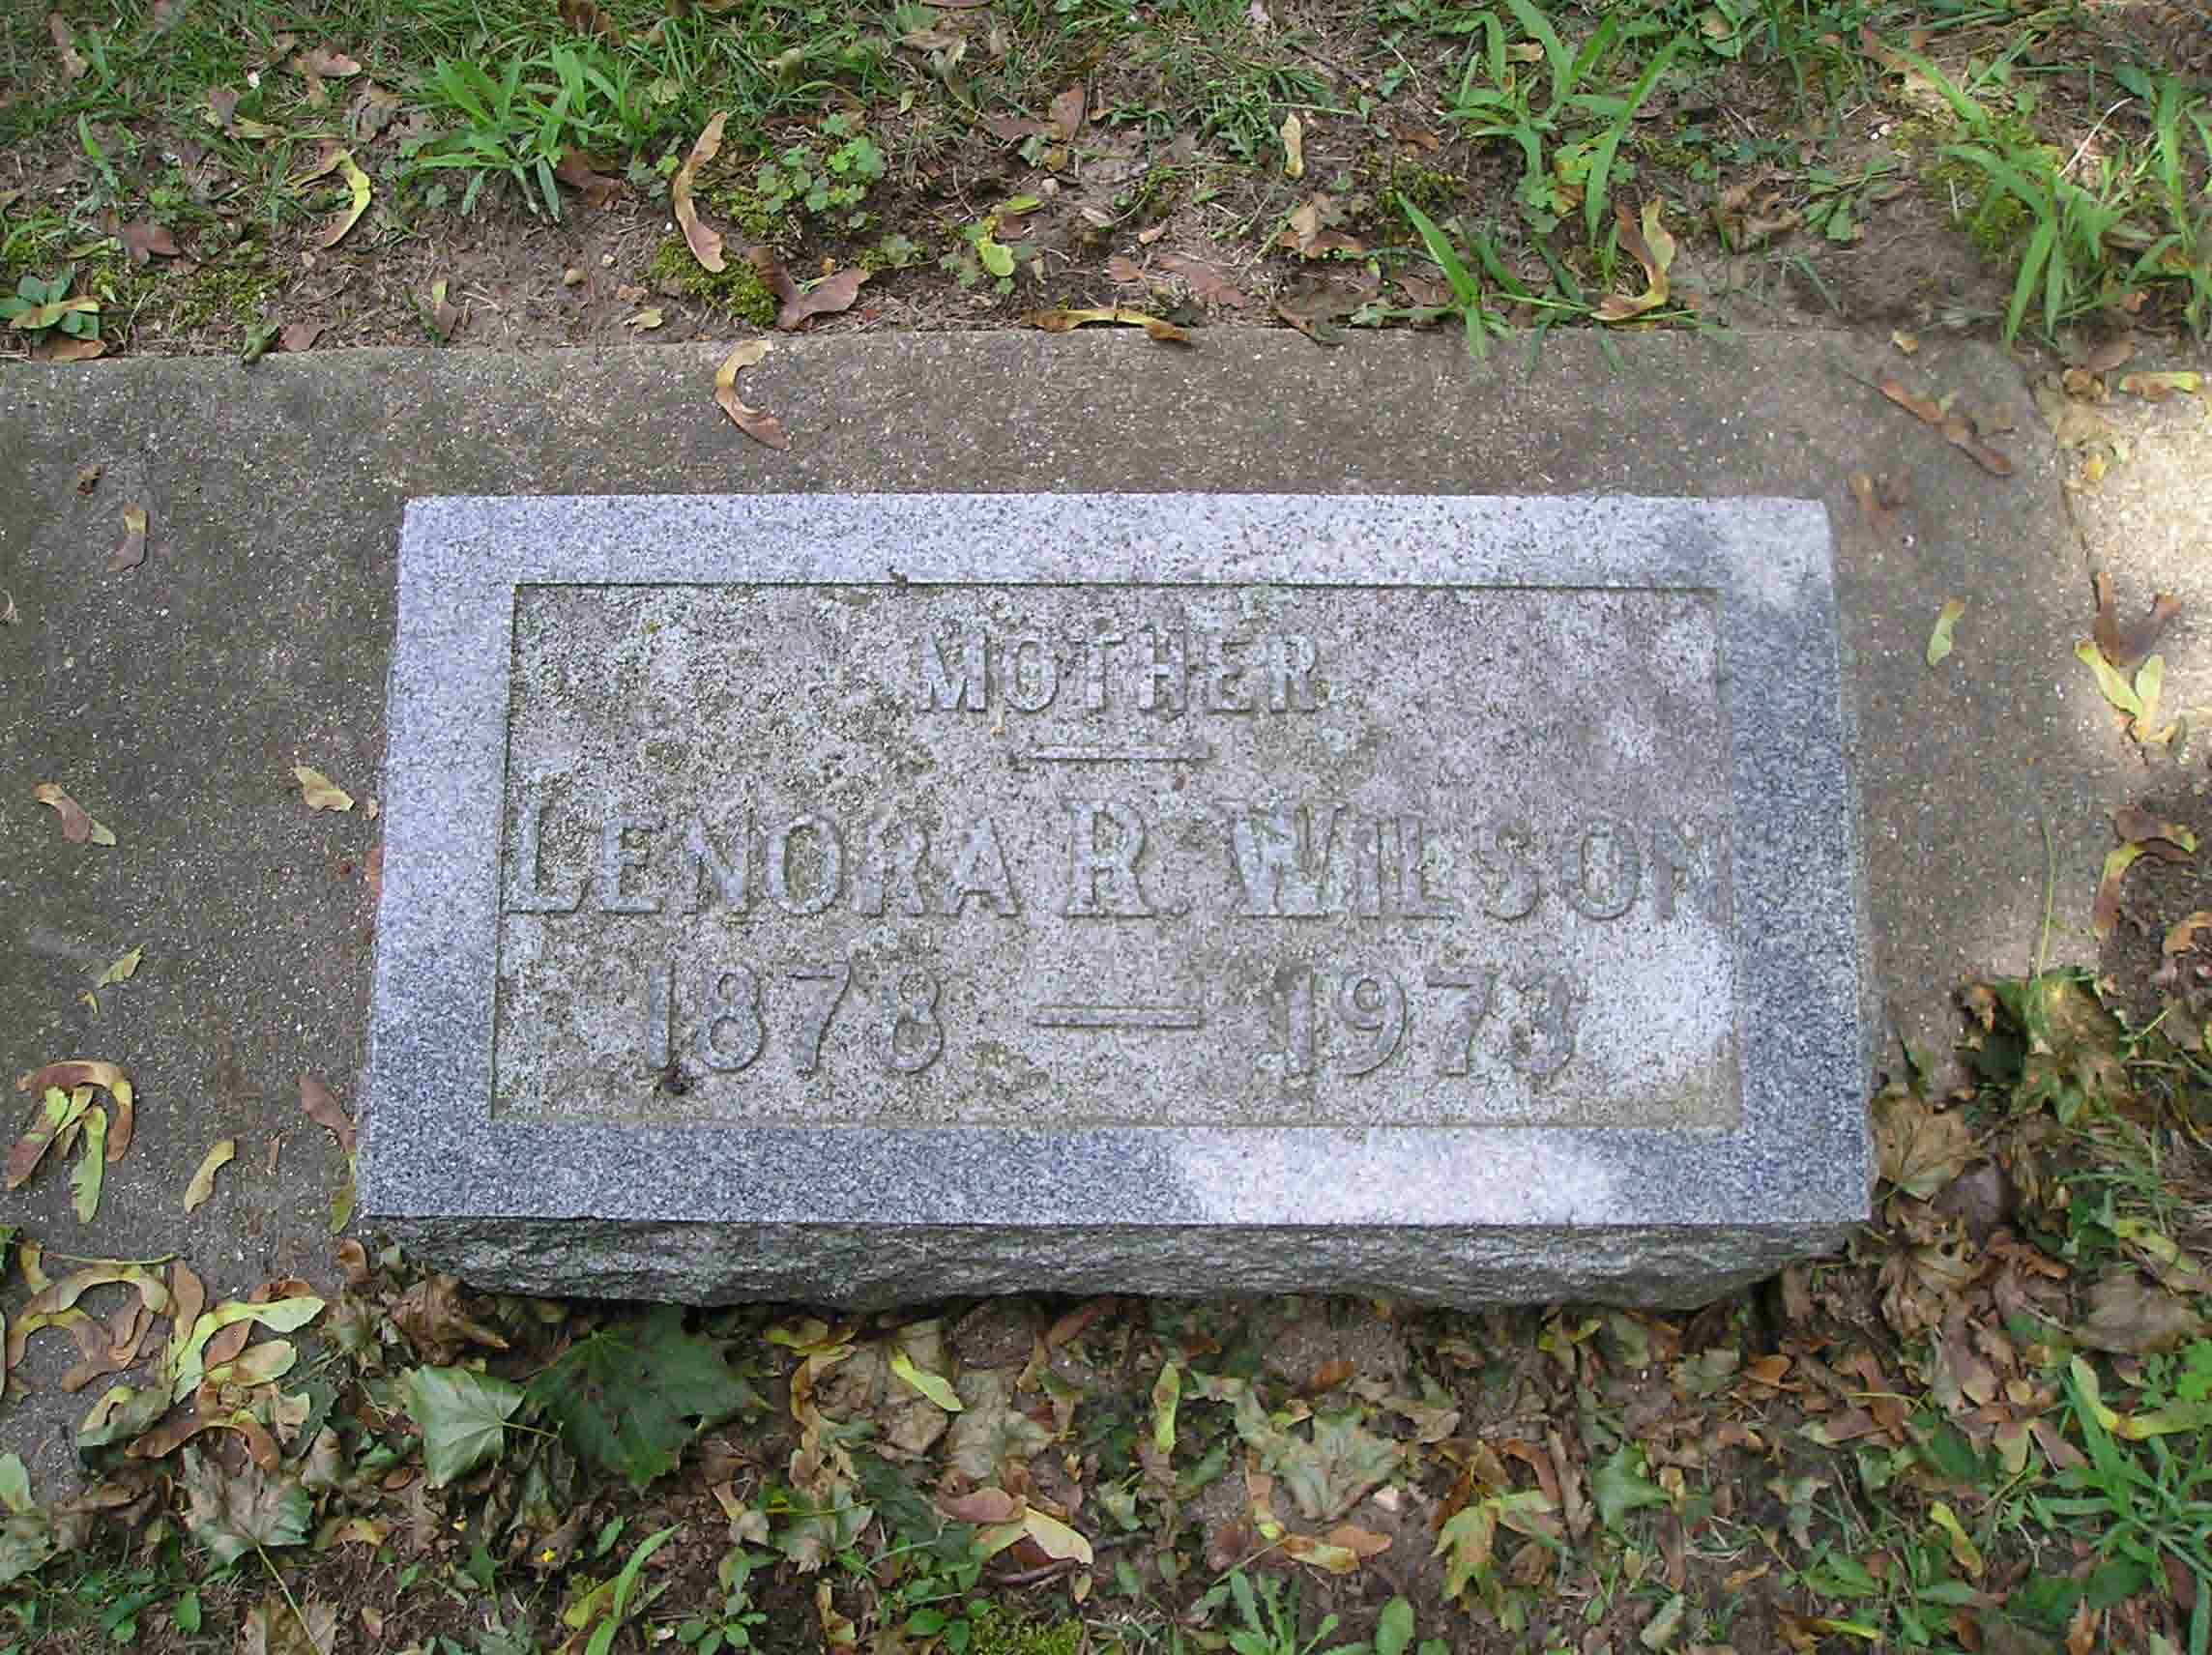 MOTHER
LENORA R. WILSON
1878 — 1973